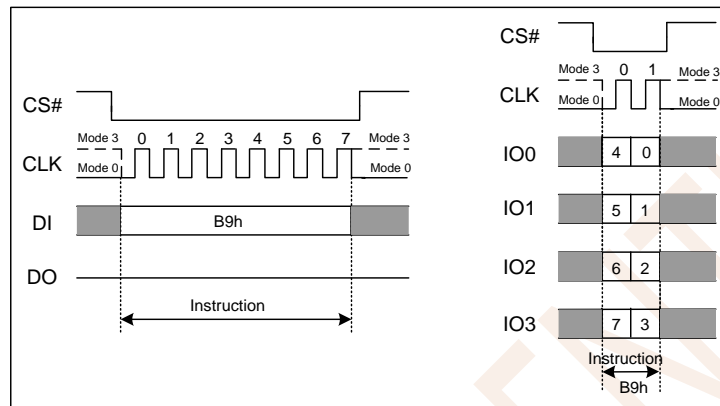 CS#
Mode 3 0 1 2 3 4 5 6 7 Mode 3
CLK
Mode 0 Mode 0
DI B9h
DO
Instruction
CS#
Mode 3 0 1 Mode 3
CLK
Mode 0 Mode 0
IO0 4 0
IO1 5 1
IO2 6 2
IO3 7 3
Instruction
B9h